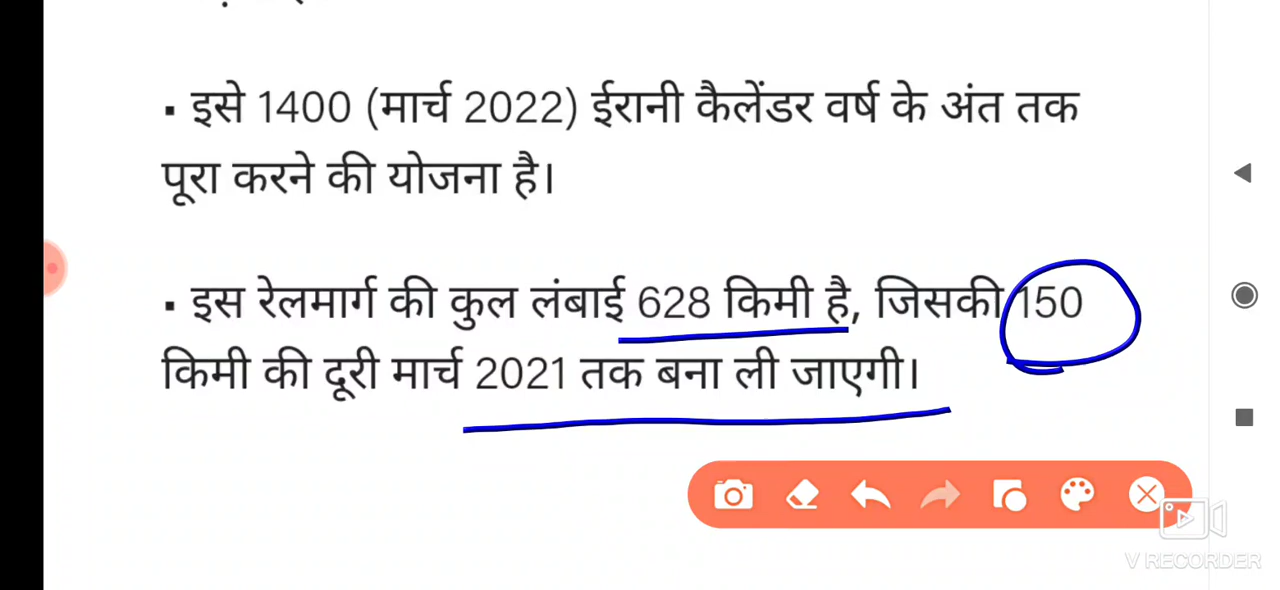 ▪ इसे 1400 (मार्च 2022) ईरानी कैलेंडर वर्ष के अंत तक
पूरा करने की योजना है।
▪ इस रेलमार्ग की कुल लंबाई 628 किमी है, जिसकी 150
किमी की दूरी मार्च 2021 तक बना ली जाएगी।
V RECORDER